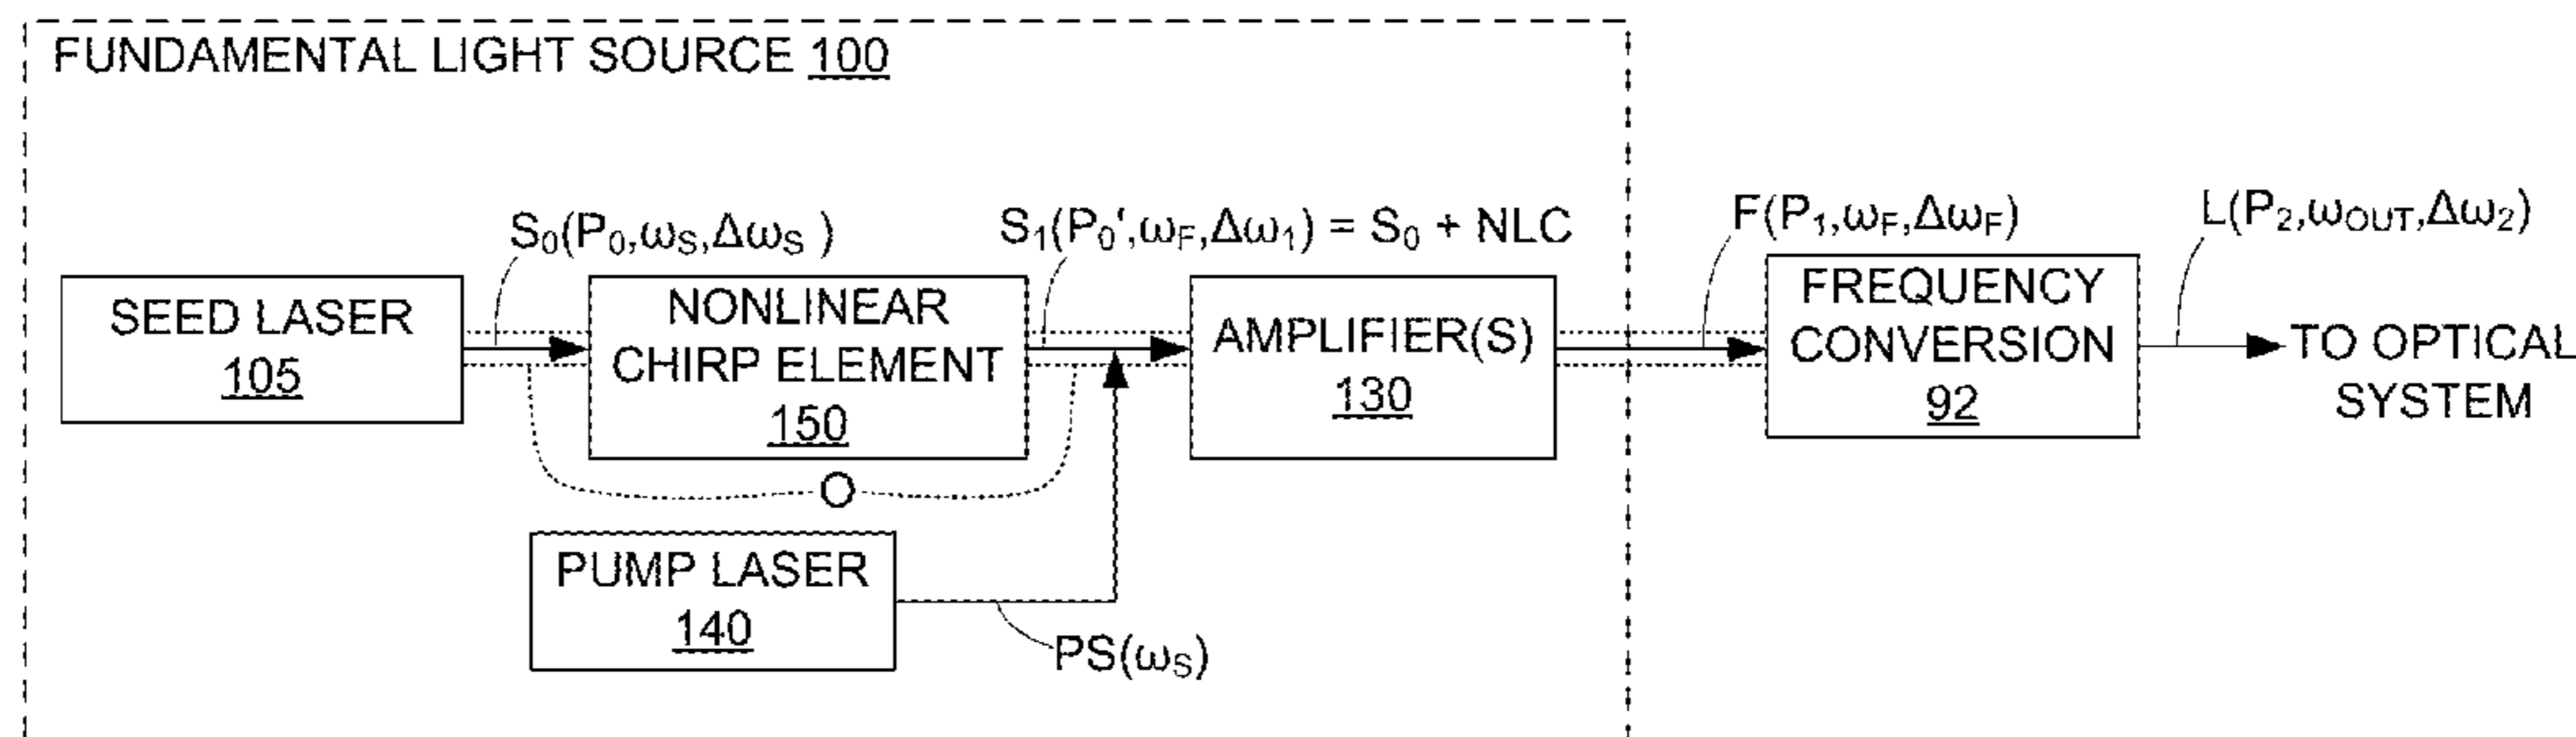 FUNDAMENTAL LIGHT SOURCE 100
S₀(P₀,ωS,ΔωS )
S₁(P₀',ωF,Δω₁) = S₀ + NLC
F(P₁,ωF,ΔωF)
L(P₂,ωOUT,Δω₂)
SEED LASER
105
NONLINEAR
CHIRP ELEMENT
150
AMPLIFIER(S)
130
FREQUENCY
CONVERSION
92
TO OPTICAL
SYSTEM
O
PUMP LASER
140
PS(ωS)